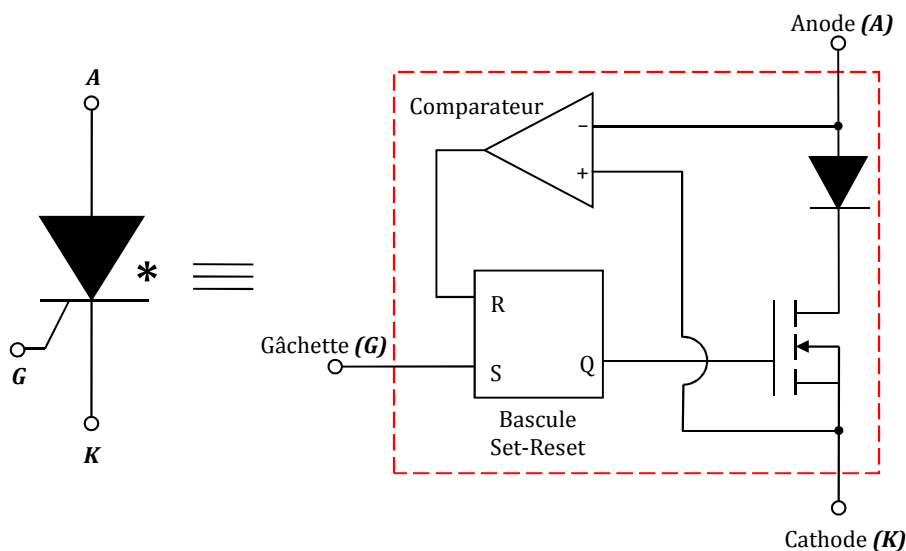 Anode (A)
A
Comparateur
−
+
*
R
Gâchette (G)
S
Q
G
Bascule
Set-Reset
K
Cathode (K)